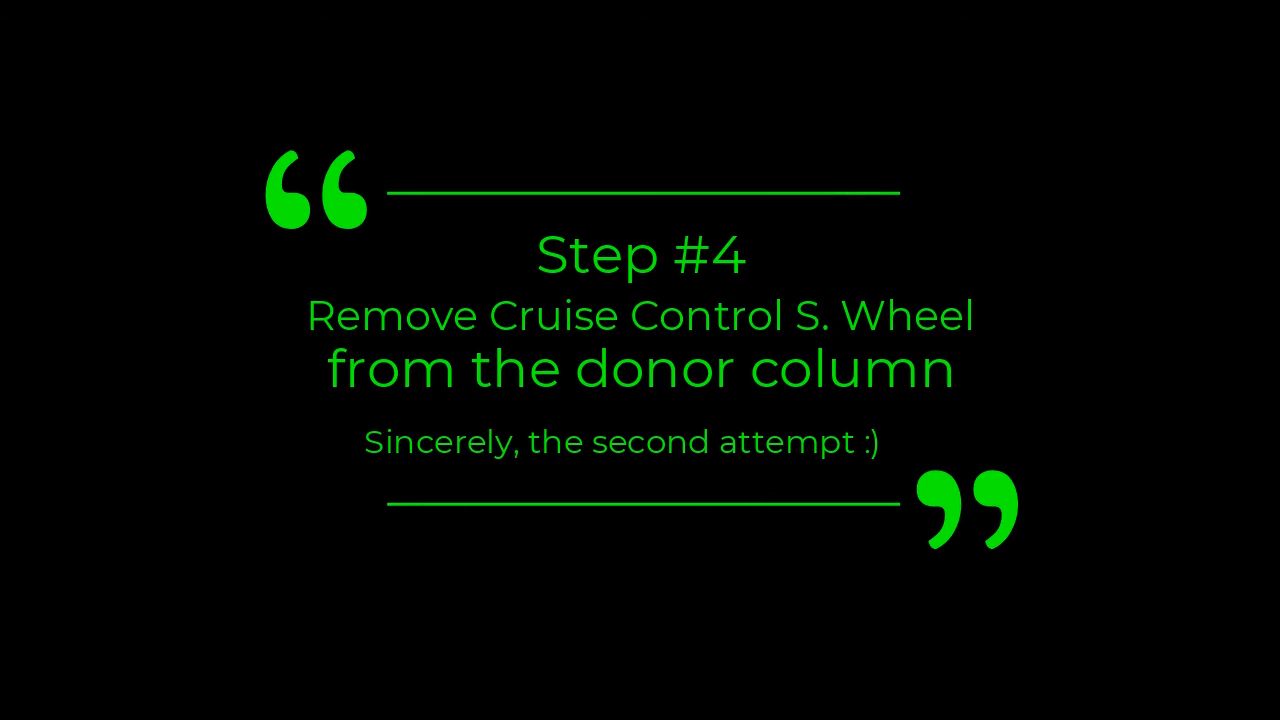 “
Step #4
Remove Cruise Control S. Wheel
from the donor column
Sincerely, the second attempt :)
”